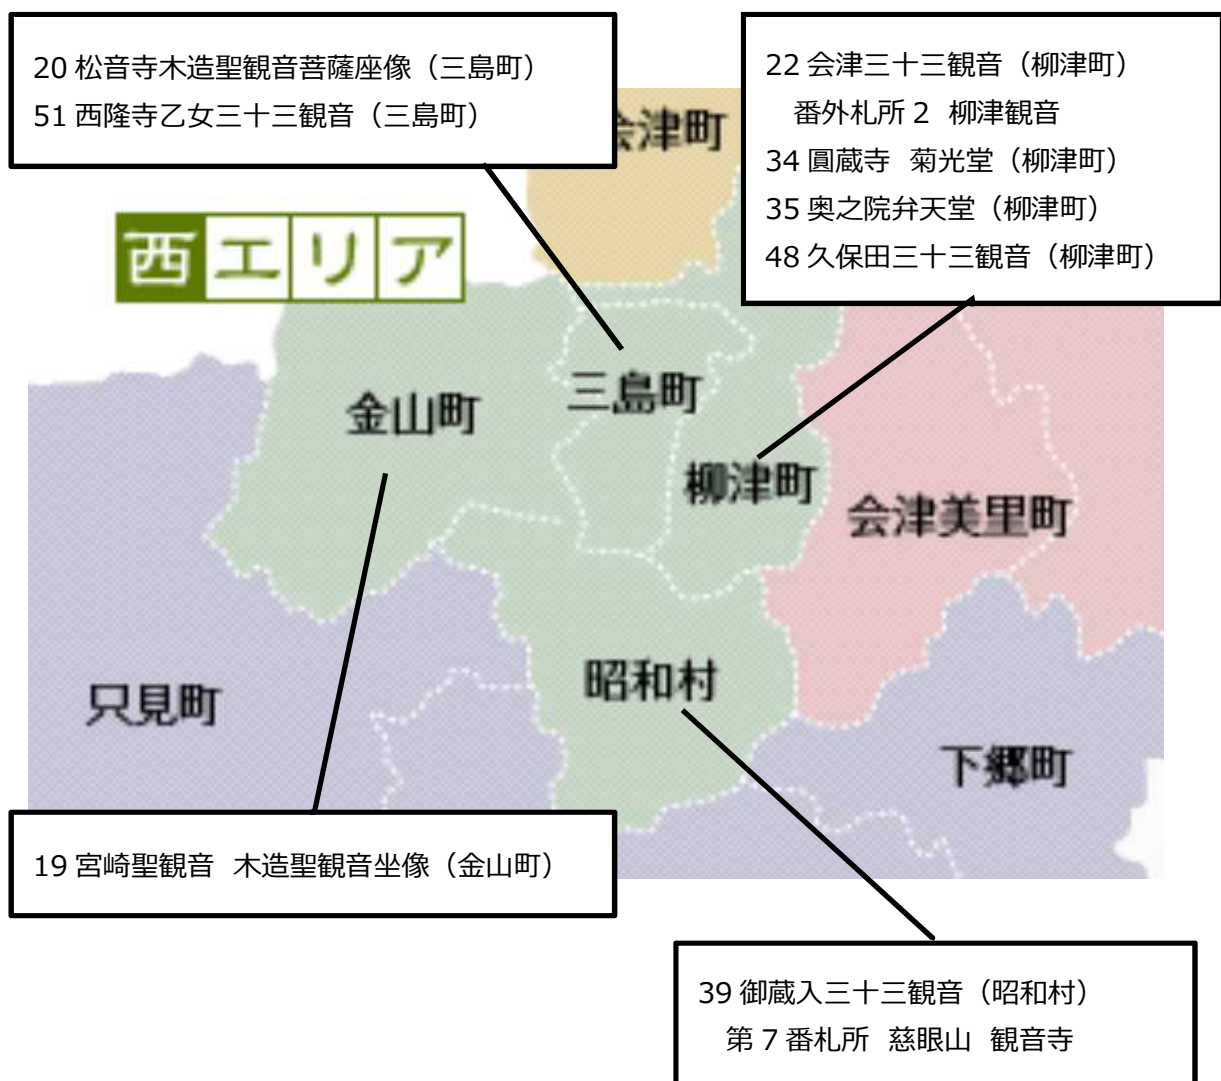 20 松音寺木造聖観音菩薩座像（三島町）
51 西隆寺乙女三十三観音（三島町）
22 会津三十三観音（柳津町）
番外札所 2 柳津観音
34 圓蔵寺 菊光堂（柳津町）
35 奥之院弁天堂（柳津町）
48 久保田三十三観音（柳津町）
会津町
西エリア
三島町
金山町
柳津町
会津美里町
昭和村
只見町
下郷町
19 宮崎聖観音 木造聖観音坐像（金山町）
39 御蔵入三十三観音（昭和村）
第 7 番札所 慈眼山 観音寺